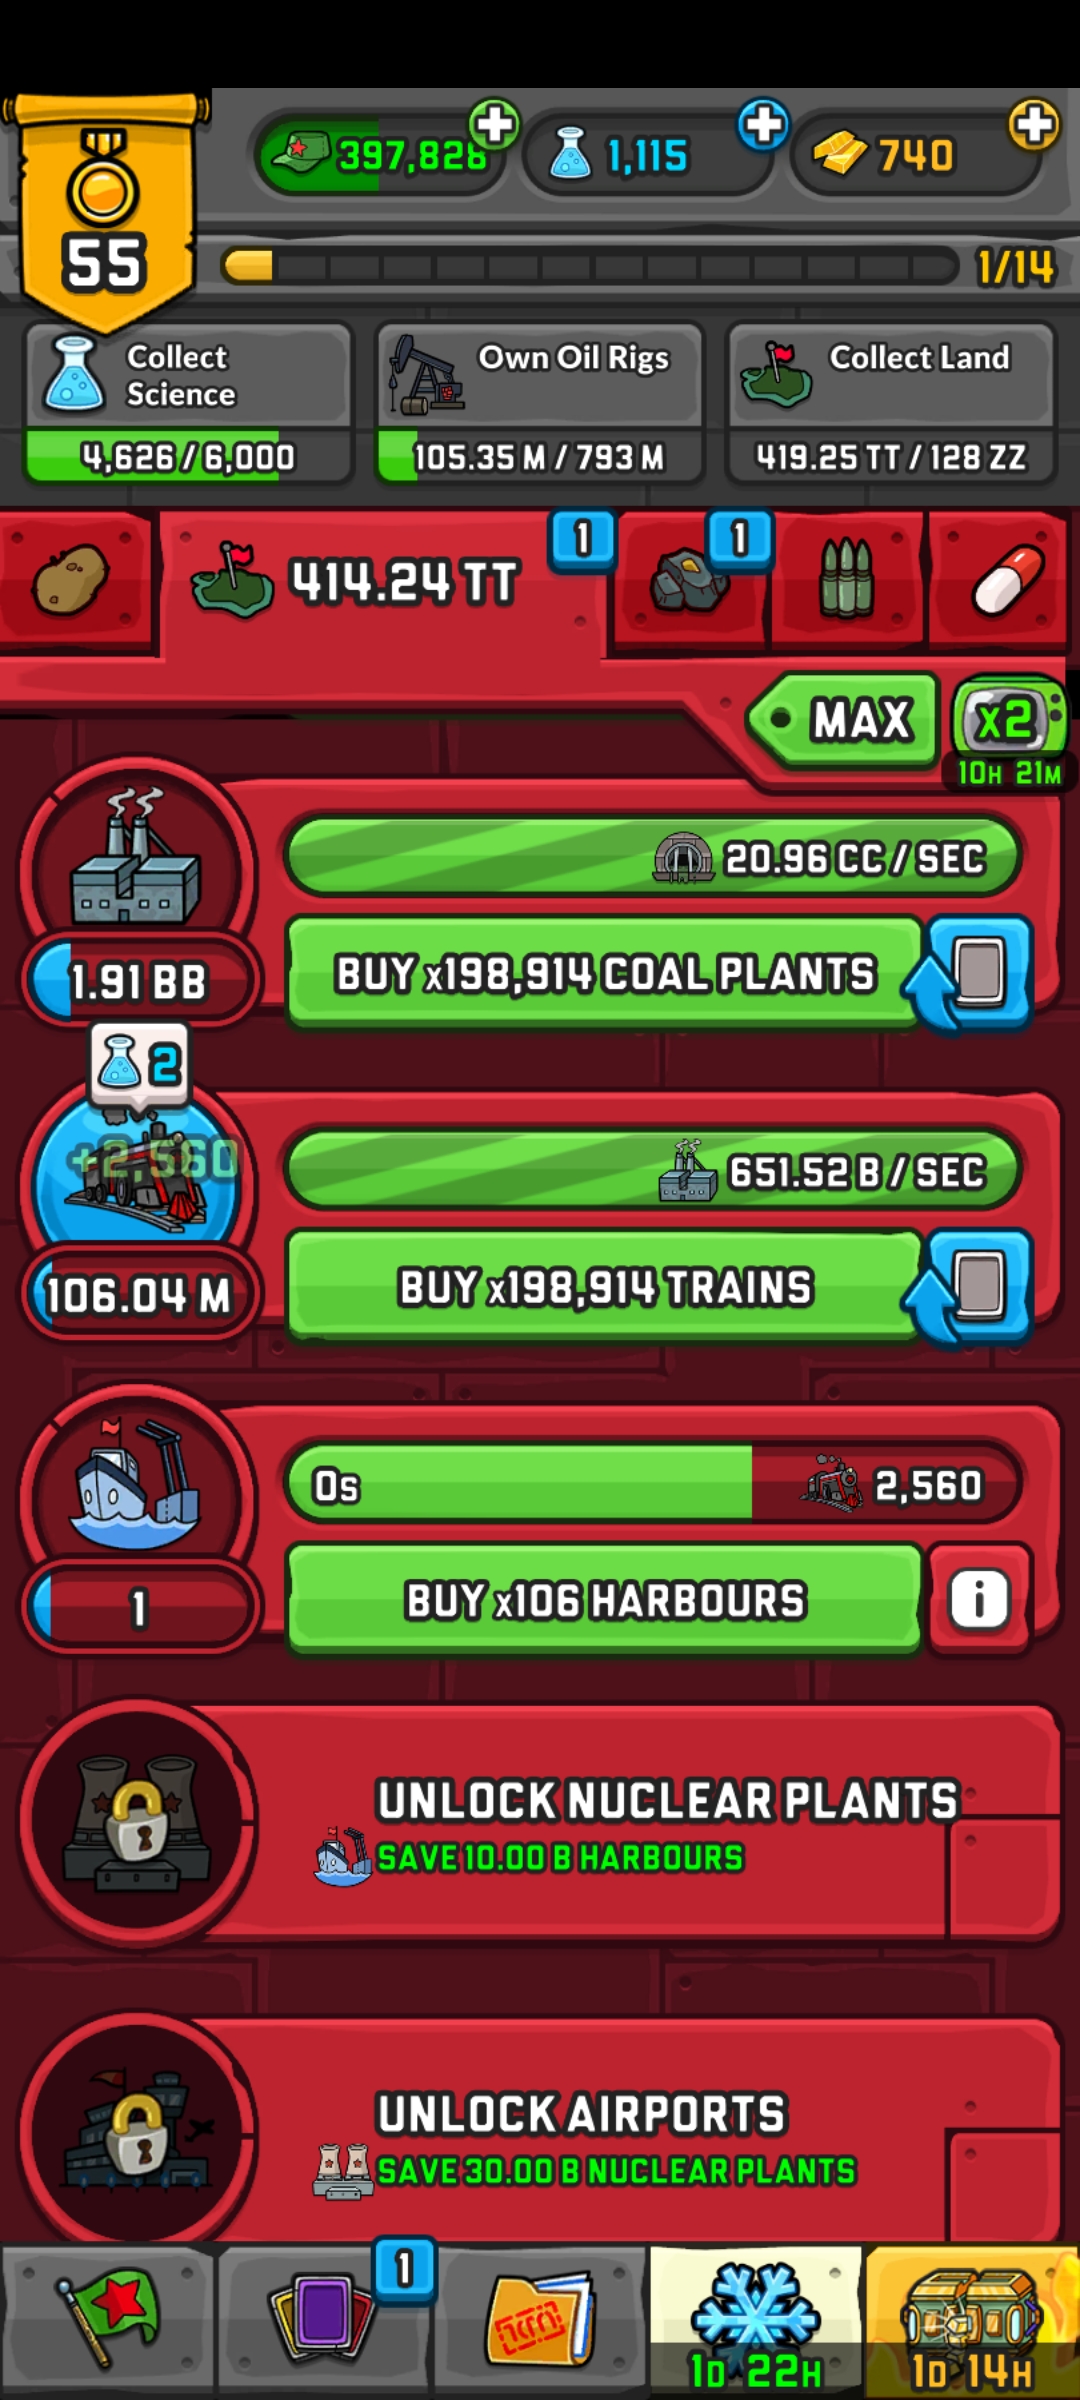 55
397,828
1,115
740
1/14
Collect
Science
4,626 / 6,000
Own Oil Rigs
105.35 M / 793 M
Collect Land
419.25 TT / 128 ZZ
414.24 TT
1
1
MAX
x2
10H 21M
20.96 CC / SEC
1.91 BB
BUY x198,914 COAL PLANTS
2
+2,560
651.52 B / SEC
106.04 M
BUY x198,914 TRAINS
0s
2,560
1
BUY x106 HARBOURS
i
UNLOCK NUCLEAR PLANTS
SAVE 10.00 B HARBOURS
UNLOCK AIRPORTS
SAVE 30.00 B NUCLEAR PLANTS
1
1D 22H
1D 14H